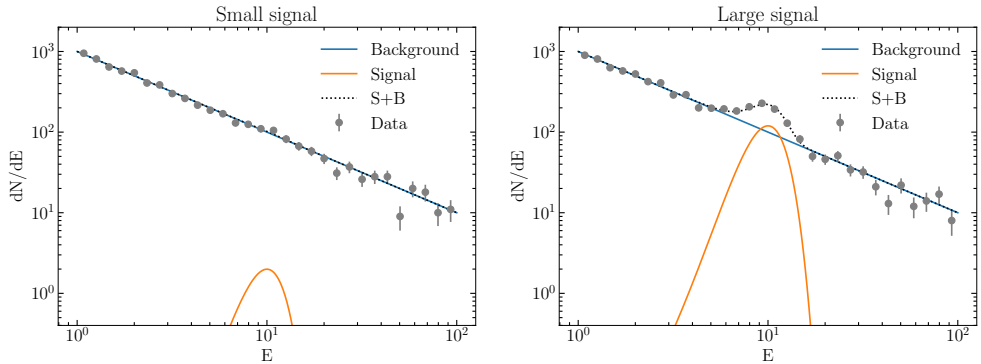 Small signal
10³
10²
10¹
10⁰
dN/dE
10⁰
10¹
10²
E
Background
Signal
S+B
Data
Large signal
10³
10²
10¹
10⁰
dN/dE
10⁰
10¹
10²
E
Background
Signal
S+B
Data